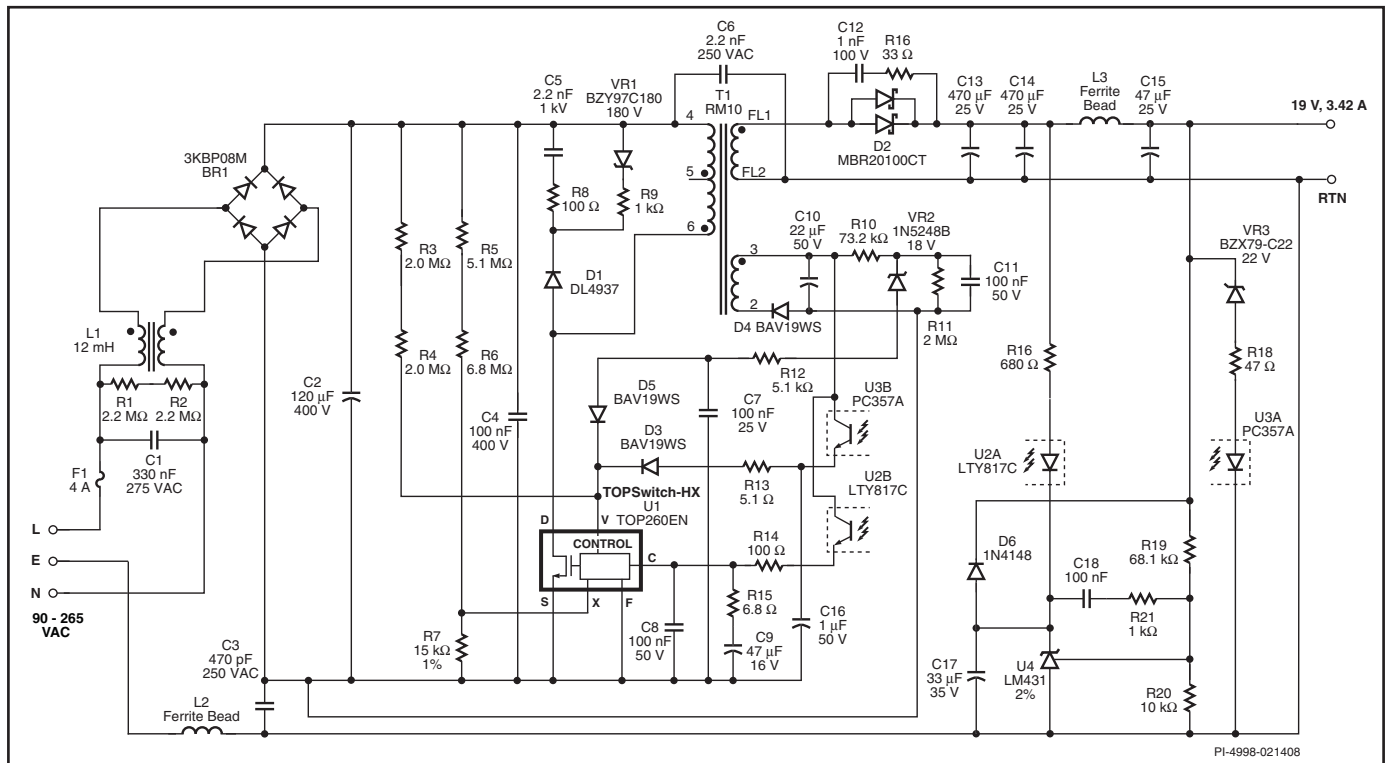 C6
2.2 nF
250 VAC
C12
1 nF
100 V
R16
33 Ω
C5
2.2 nF
1 kV
VR1
BZY97C180
180 V
T1
RM10
4
FL1
C13
470 µF
25 V
C14
470 µF
25 V
L3
Ferrite
Bead
C15
47 µF
25 V
19 V, 3.42 A
3KBP08M
BR1
D2
MBR20100CT
5
FL2
RTN
R8
100 Ω
R9
1 kΩ
6
C10
22 µF
50 V
R10
73.2 kΩ
VR2
1N5248B
18 V
VR3
BZX79-C22
22 V
R3
2.0 MΩ
R5
5.1 MΩ
3
D1
DL4937
C11
100 nF
50 V
2
D4 BAV19WS
R11
2 MΩ
L1
12 mH
R4
2.0 MΩ
R6
6.8 MΩ
R16
680 Ω
R18
47 Ω
R1
2.2 MΩ
R2
2.2 MΩ
C2
120 µF
400 V
D5
BAV19WS
R12
5.1 kΩ
U3B
PC357A
C4
100 nF
400 V
C7
100 nF
25 V
U3A
PC357A
C1
330 nF
275 VAC
D3
BAV19WS
U2A
LTY817C
F1
4 A
R13
5.1 Ω
U2B
LTY817C
TOPSwitch-HX
U1
TOP260EN
L
D
V
CONTROL
C
R14
100 Ω
D6
1N4148
R19
68.1 kΩ
E
C18
100 nF
N
S
X
F
R15
6.8 Ω
R21
1 kΩ
90 - 265
VAC
C3
470 pF
250 VAC
R7
15 kΩ
1%
C8
100 nF
50 V
C9
47 µF
16 V
C16
1 µF
50 V
C17
33 µF
35 V
U4
LM431
2%
R20
10 kΩ
L2
Ferrite Bead
PI-4998-021408